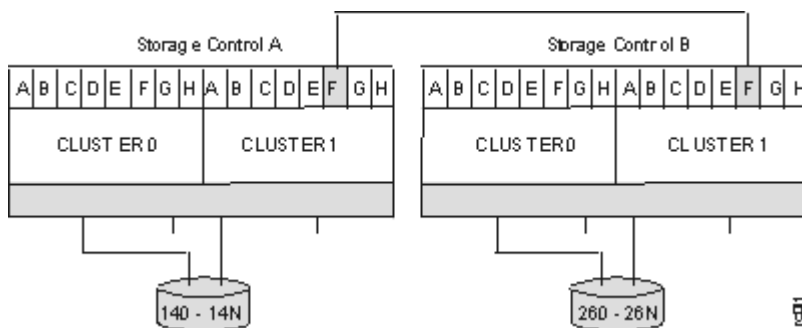 Storage Control A
Storage Control B
A B C D E F G H A B C D E F G H
A B C D E F G H A B C D E F G H
CLUSTER 0
CLUSTER 1
CLUSTER 0
CLUSTER 1
140 - 14N
260 - 26N